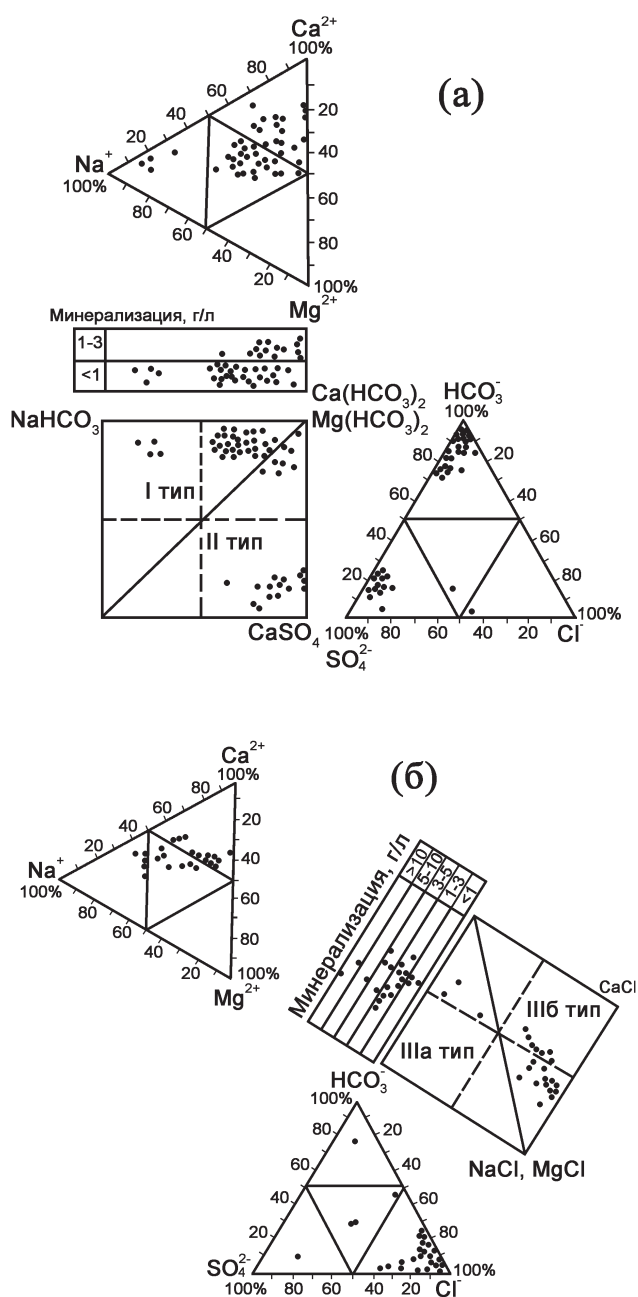 (а)
Ca²⁺
100%
80
60
40
20
Na⁺
100%
20
40
60
80
80
60
40
20
100%
Mg²⁺
Минерализация, г/л
1-3
<1
NaHCO₃
Ca(HCO₃)₂
Mg(HCO₃)₂
I тип
II тип
CaSO₄
HCO₃⁻
100%
80
60
40
20
20
40
60
80
100%
SO₄²⁻
80
60
40
20
100%
Cl⁻
(б)
Ca²⁺
100%
80
60
40
20
Na⁺
100%
20
40
60
80
80
60
40
20
100%
Mg²⁺
Минерализация, г/л
>10
5-10
3-5
1-3
<1
CaCl
IIIб тип
IIIа тип
NaCl, MgCl
HCO₃⁻
100%
80
60
40
20
20
40
60
80
SO₄²⁻
100%
80
60
40
20
100%
Cl⁻